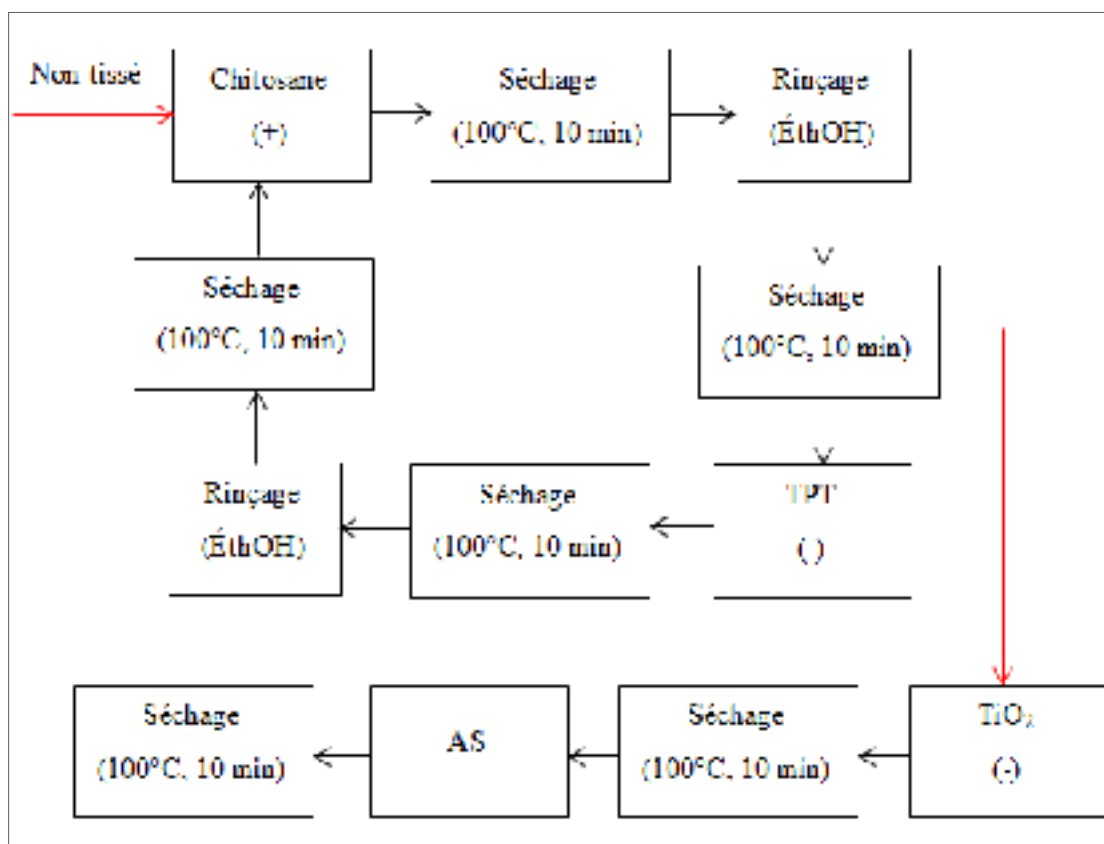 Non tissé
Chitosane
(+)
Séchage
(100°C, 10 min)
Rinçage
(ÉthOH)
Séchage
(100°C, 10 min)
Séchage
(100°C, 10 min)
Rinçage
(ÉthOH)
Séchage
(100°C, 10 min)
TPT
( )
Séchage
(100°C, 10 min)
AS
Séchage
(100°C, 10 min)
TiO₂
(-)